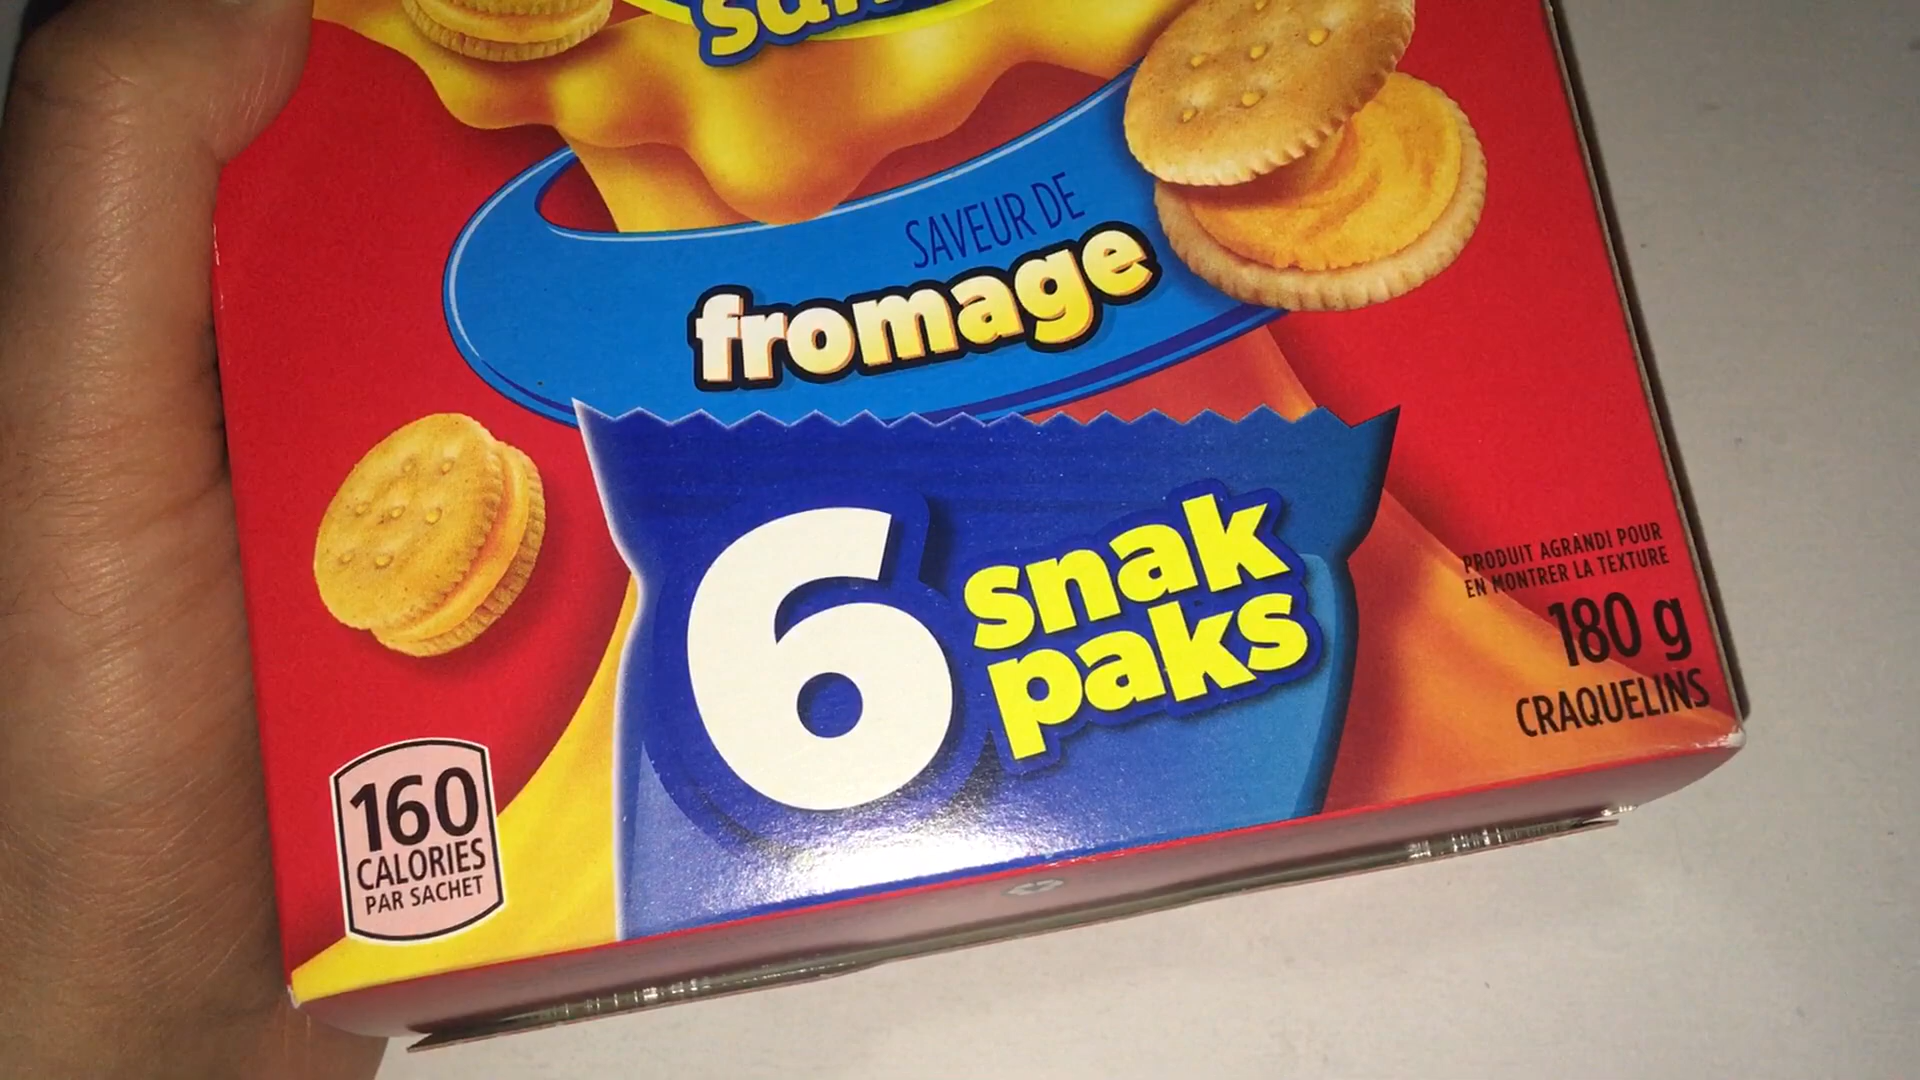 SAVEUR DE
fromage
6
snak
paks
PRODUIT AGRANDI POUR
EN MONTRER LA TEXTURE
180 g
CRAQUELINS
160
CALORIES
PAR SACHET